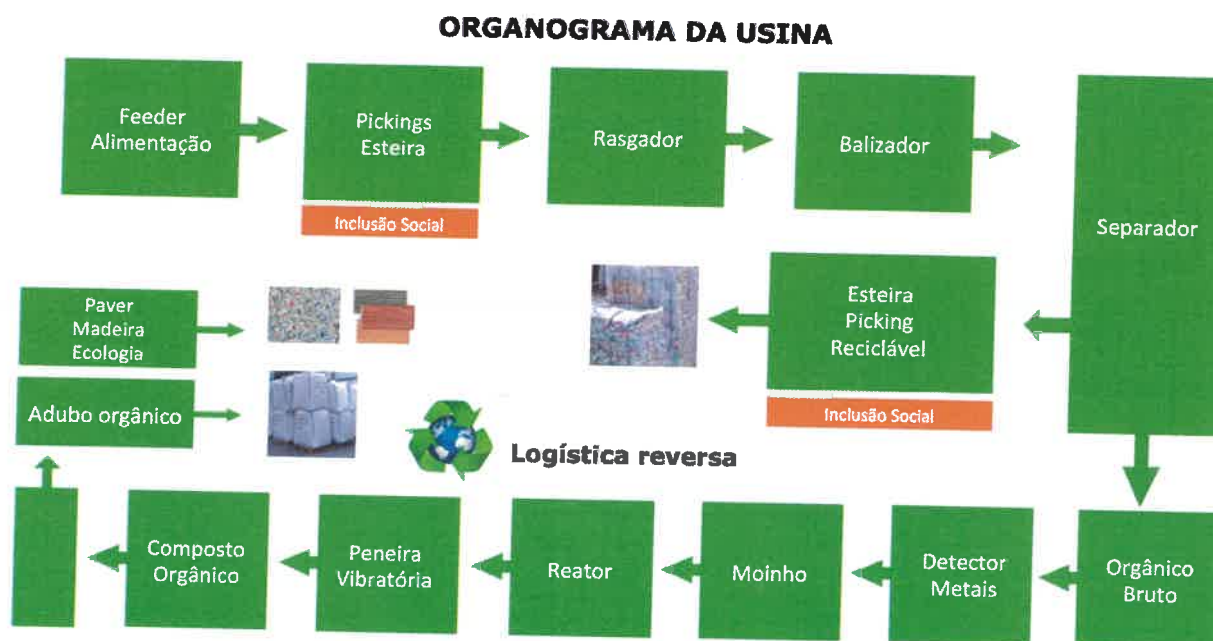 ORGANOGRAMA DA USINA
Feeder
Alimentação
Pickings
Esteira
Inclusão Social
Rasgador
Balizador
Separador
Esteira
Picking
Reciclável
Inclusão Social
Paver
Madeira
Ecologia
Adubo orgânico
Logística reversa
Orgânico
Bruto
Detector
Metais
Moinho
Reator
Peneira
Vibratória
Composto
Orgânico